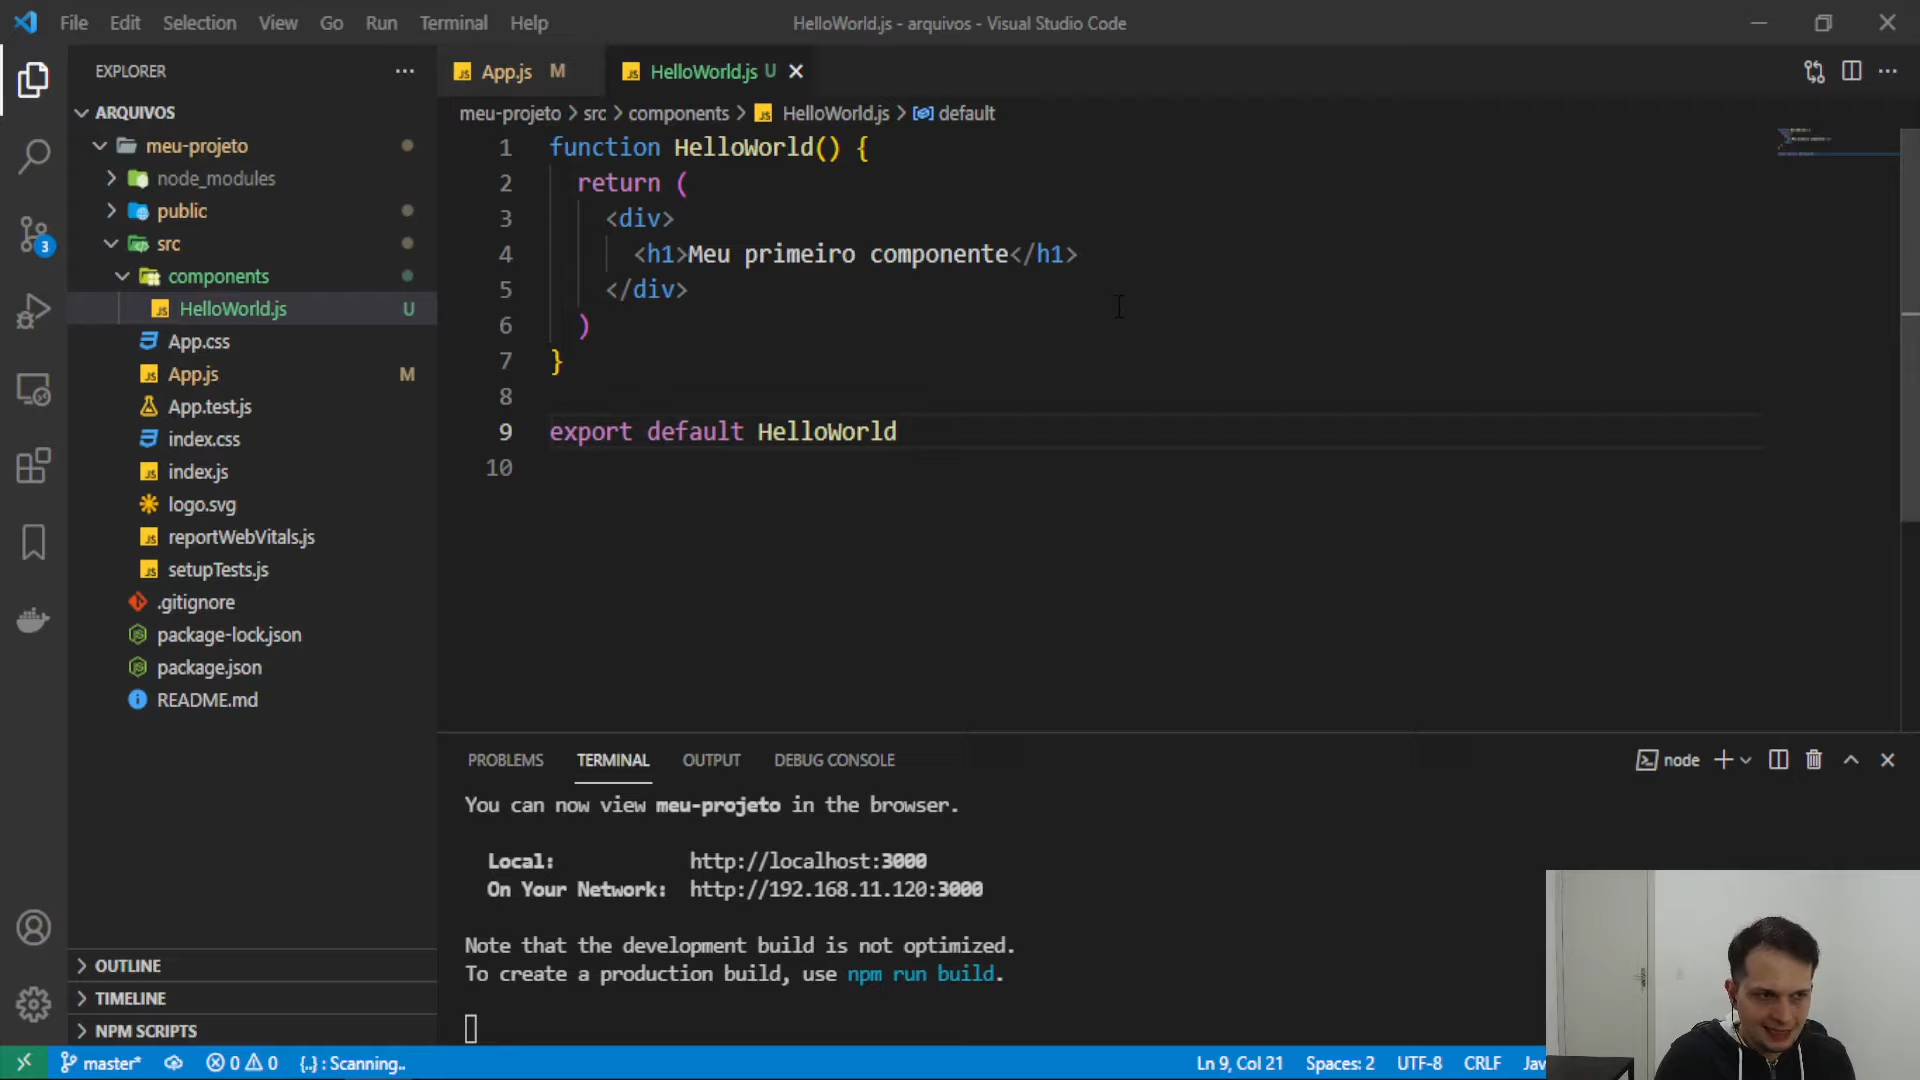 File Edit Selection View Go Run Terminal Help HelloWorld.js - arquivos - Visual Studio Code
EXPLORER
ARQUIVOS
meu-projeto
node_modules
public
src
components
HelloWorld.js U
App.css
App.js M
App.test.js
index.css
index.js
logo.svg
reportWebVitals.js
setupTests.js
.gitignore
package-lock.json
package.json
README.md
OUTLINE
TIMELINE
NPM SCRIPTS
3
App.js M HelloWorld.js U
meu-projeto > src > components > HelloWorld.js > default
1 function HelloWorld() {
2 return (
3 <div>
4 <h1>Meu primeiro componente</h1>
5 </div>
6 )
7 }
8
9 export default HelloWorld
10
PROBLEMS TERMINAL OUTPUT DEBUG CONSOLE node
You can now view meu-projeto in the browser.
Local: http://localhost:3000
On Your Network: http://192.168.11.120:3000
Note that the development build is not optimized.
To create a production build, use npm run build.
master* 0 0 {..} : Scanning.. Ln 9, Col 21 Spaces: 2 UTF-8 CRLF Jav